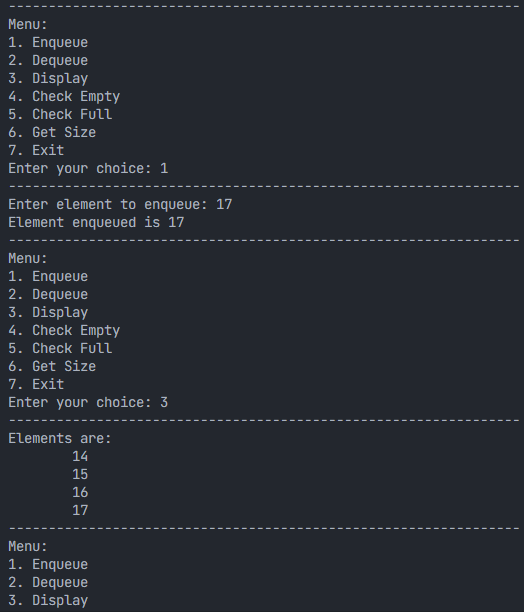 ----------------------------------------------------------------
Menu:
1. Enqueue
2. Dequeue
3. Display
4. Check Empty
5. Check Full
6. Get Size
7. Exit
Enter your choice: 1
----------------------------------------------------------------
Enter element to enqueue: 17
Element enqueued is 17
----------------------------------------------------------------
Menu:
1. Enqueue
2. Dequeue
3. Display
4. Check Empty
5. Check Full
6. Get Size
7. Exit
Enter your choice: 3
----------------------------------------------------------------
Elements are:
        14
        15
        16
        17
----------------------------------------------------------------
Menu:
1. Enqueue
2. Dequeue
3. Display